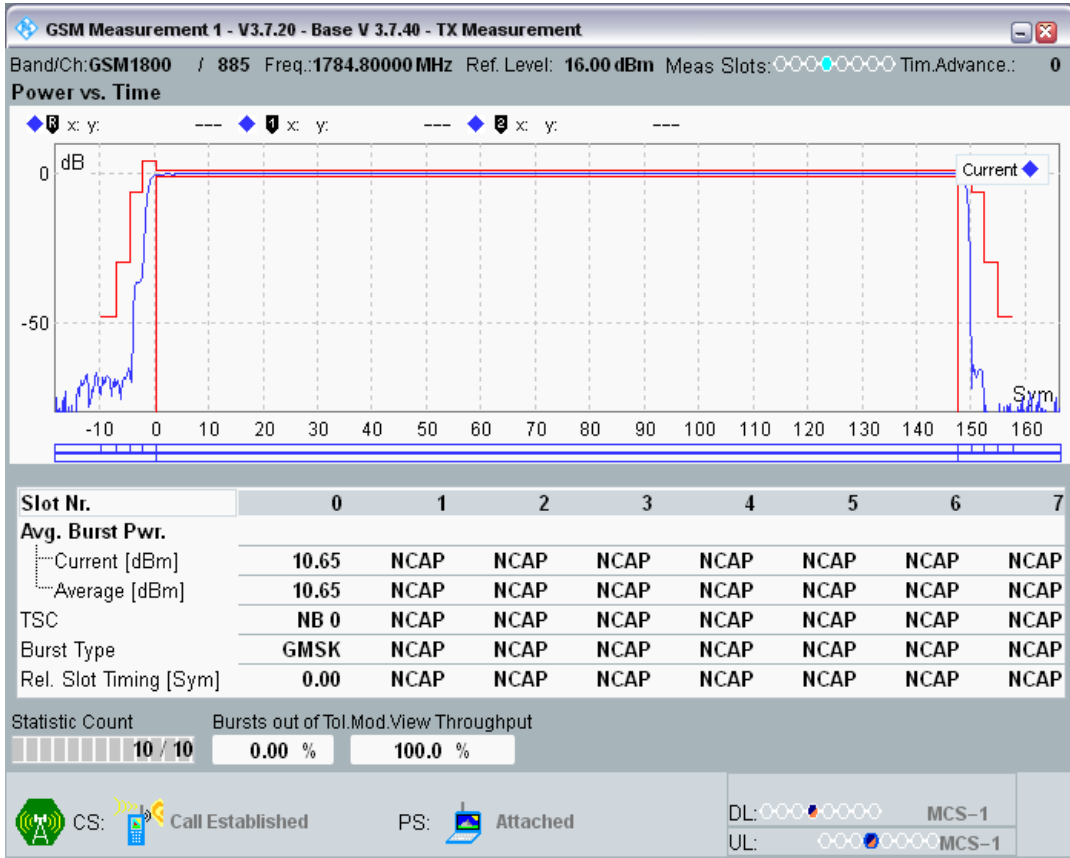 GSM Measurement 1 - V3.7.20 - Base V 3.7.40 - TX Measurement
Band/Ch:GSM1800 / 885 Freq.:1784.80000 MHz Ref. Level: 16.00 dBm Meas Slots: Tim.Advance.: 0
Power vs. Time
R x: y: --- 1 x: y: --- 2 x: y: ---
dB
Current
0
-50
Sym
-10 0 10 20 30 40 50 60 70 80 90 100 110 120 130 140 150 160
Slot Nr. 0 1 2 3 4 5 6 7
Avg. Burst Pwr.
Current [dBm] 10.65 NCAP NCAP NCAP NCAP NCAP NCAP NCAP
Average [dBm] 10.65 NCAP NCAP NCAP NCAP NCAP NCAP NCAP
TSC NB 0 NCAP NCAP NCAP NCAP NCAP NCAP NCAP
Burst Type GMSK NCAP NCAP NCAP NCAP NCAP NCAP NCAP
Rel. Slot Timing [Sym] 0.00 NCAP NCAP NCAP NCAP NCAP NCAP NCAP
Statistic Count Bursts out of Tol. Mod.View Throughput
10 / 10 0.00 % 100.0 %
CS: Call Established PS: Attached
DL: MCS-1
UL: MCS-1